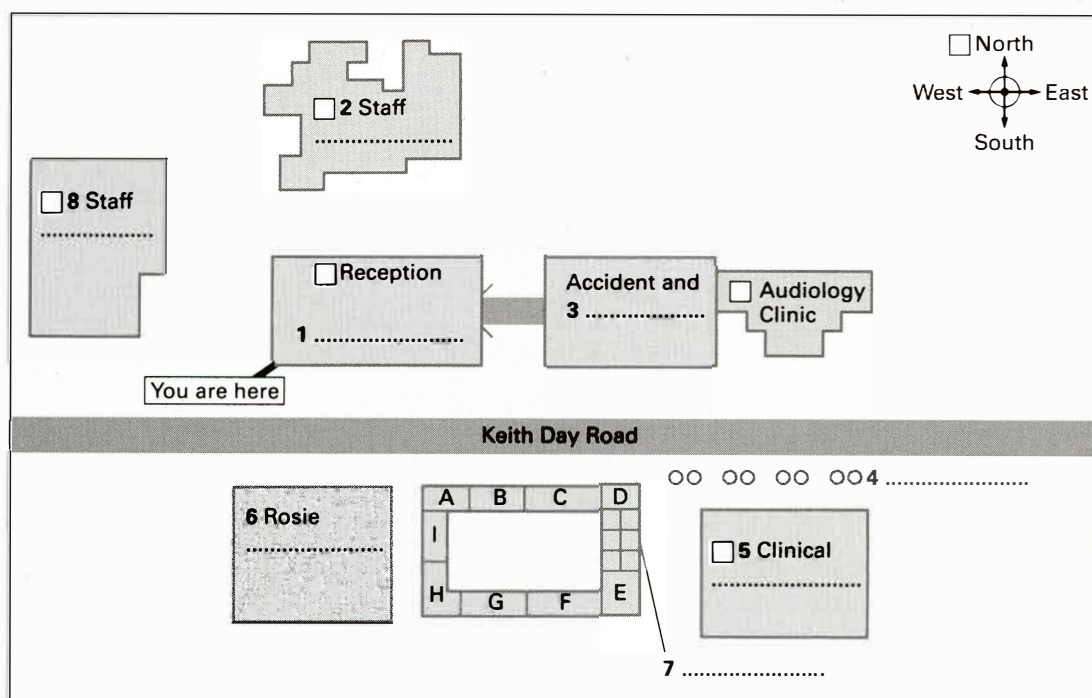 North
West East
South
2 Staff
..............................
8 Staff
..............................
Reception
1 ..............................
Accident and
3 ..............................
Audiology
Clinic
You are here
Keith Day Road
4 ..............................
6 Rosie
..............................
A B C D
I
H G F E
5 Clinical
..............................
7 ..............................